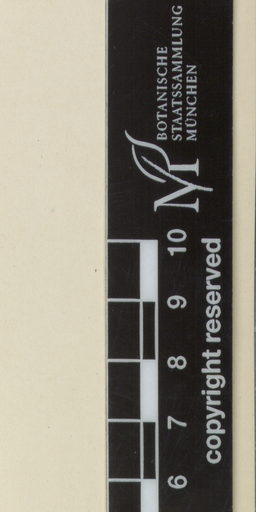 BOTANISCHE
STAATSSAMMLUNG
MÜNCHEN
10
9
8
7
6
copyright reserved